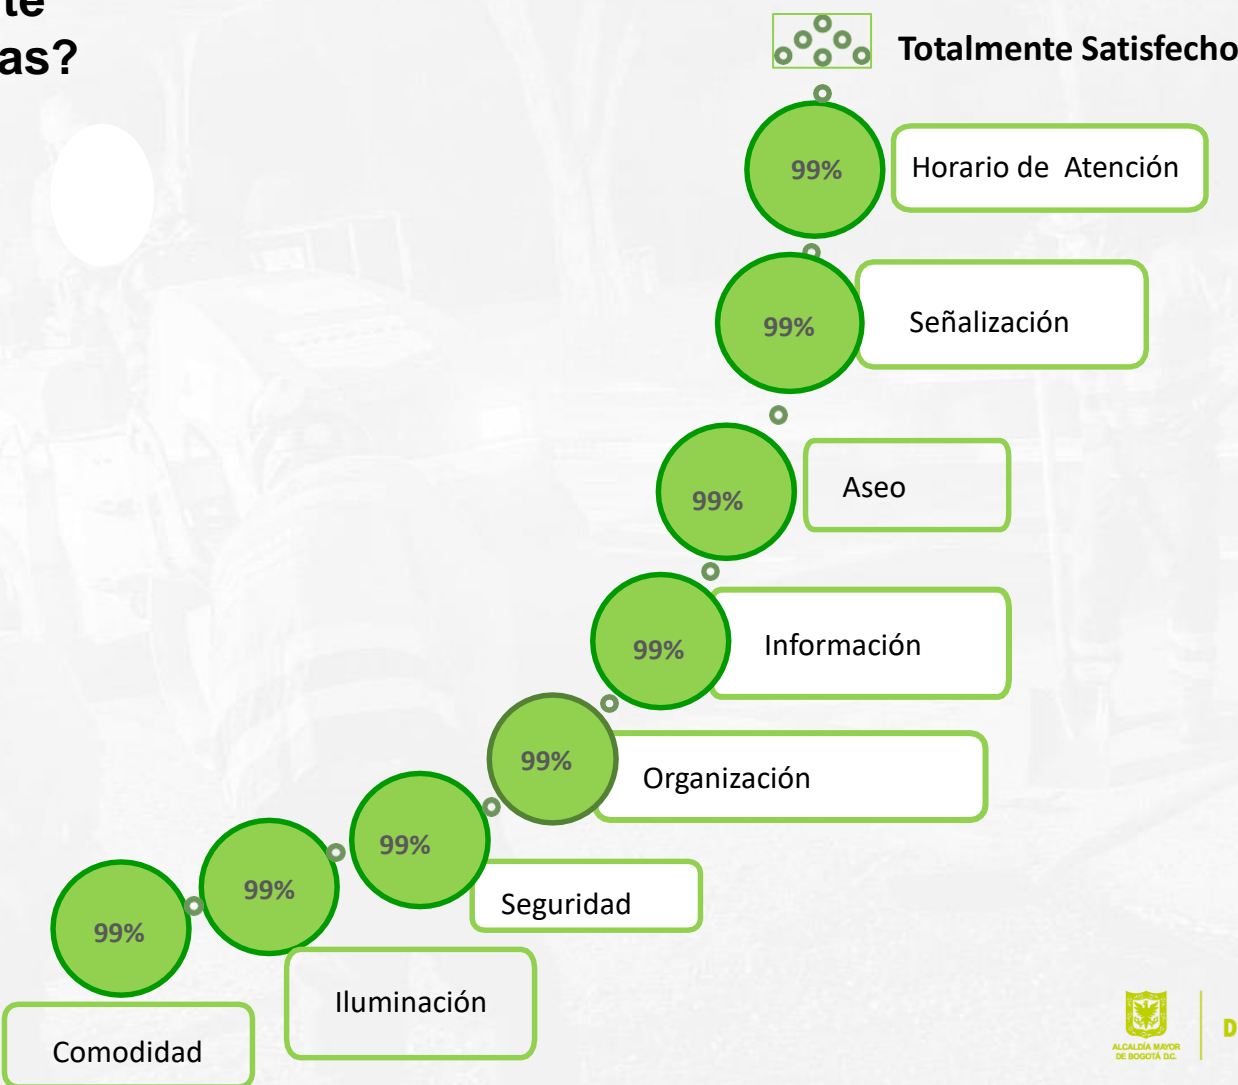 te
as?
Totalmente Satisfecho
99%
Horario de Atención
99%
Señalización
99%
Aseo
99%
Información
99%
Organización
99%
Seguridad
99%
Iluminación
99%
Comodidad
ALCALDÍA MAYOR
DE BOGOTÁ D.C.
D